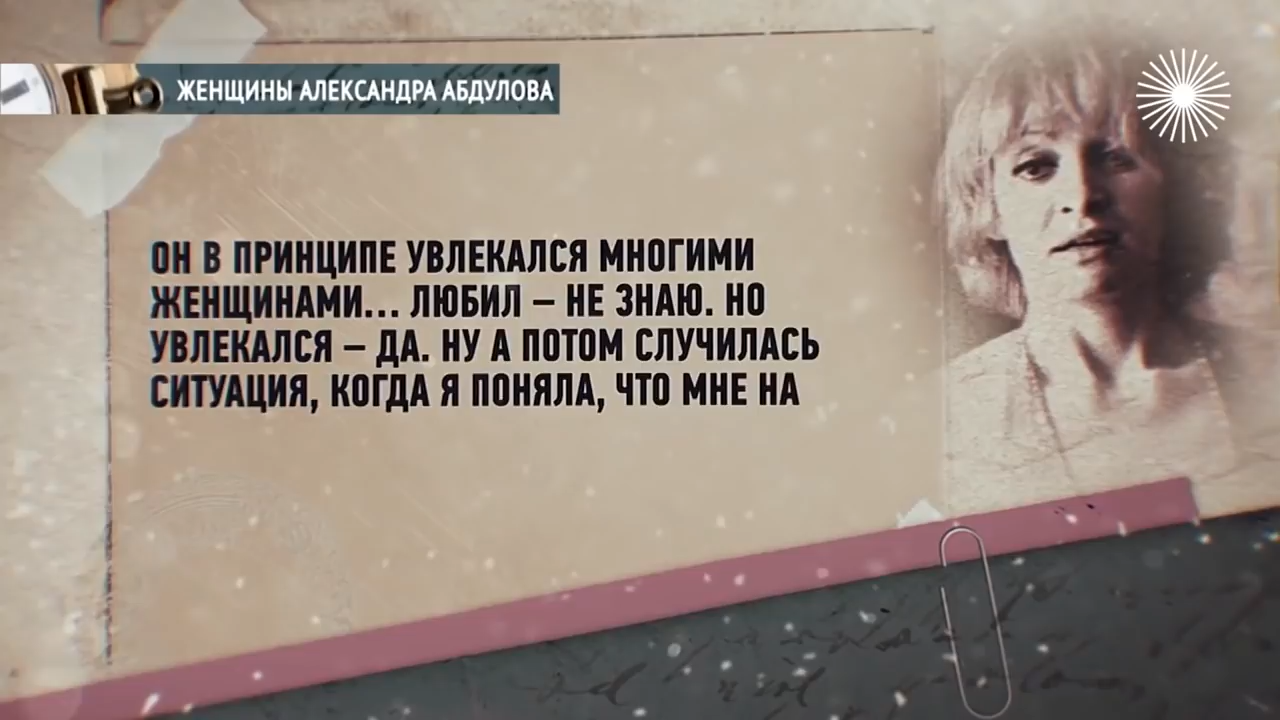 ЖЕНЩИНЫ АЛЕКСАНДРА АБДУЛОВА
ОН В ПРИНЦИПЕ УВЛЕКАЛСЯ МНОГИМИ
ЖЕНЩИНАМИ... ЛЮБИЛ – НЕ ЗНАЮ. НО
УВЛЕКАЛСЯ – ДА. НУ А ПОТОМ СЛУЧИЛАСЬ
СИТУАЦИЯ, КОГДА Я ПОНЯЛА, ЧТО МНЕ НА